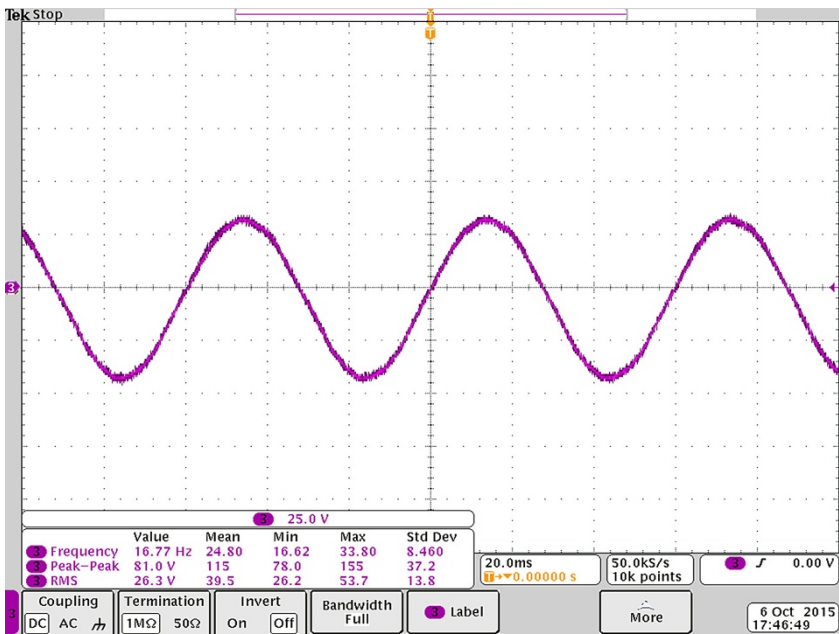 Tek Stop
T
T
3
3 25.0 V
Value Mean Min Max Std Dev
3 Frequency 16.77 Hz 24.80 16.62 33.80 8.460
3 Peak-Peak 81.0 V 115 78.0 155 37.2
3 RMS 26.3 V 39.5 26.2 53.7 13.8
20.0ms
T→▼0.00000 s
50.0kS/s
10k points
3 0.00 V
3
Coupling
DC AC
Termination
1MΩ 50Ω
Invert
On Off
Bandwidth
Full
3 Label
More
6 Oct 2015
17:46:49